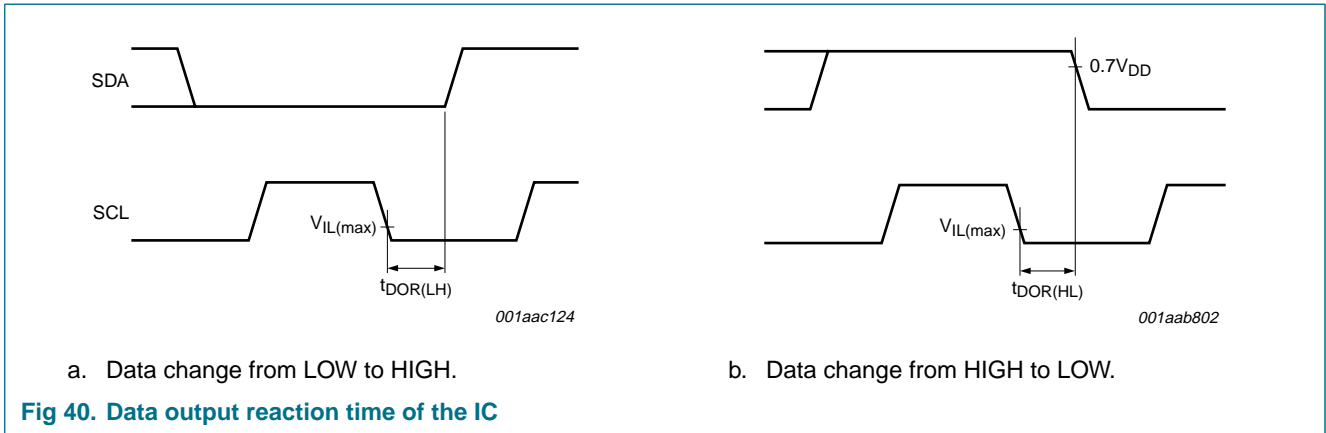 SDA
SCL
VIL(max)
tDOR(LH)
001aac124
a. Data change from LOW to HIGH.
0.7VDD
VIL(max)
tDOR(HL)
001aab802
b. Data change from HIGH to LOW.
Fig 40. Data output reaction time of the IC